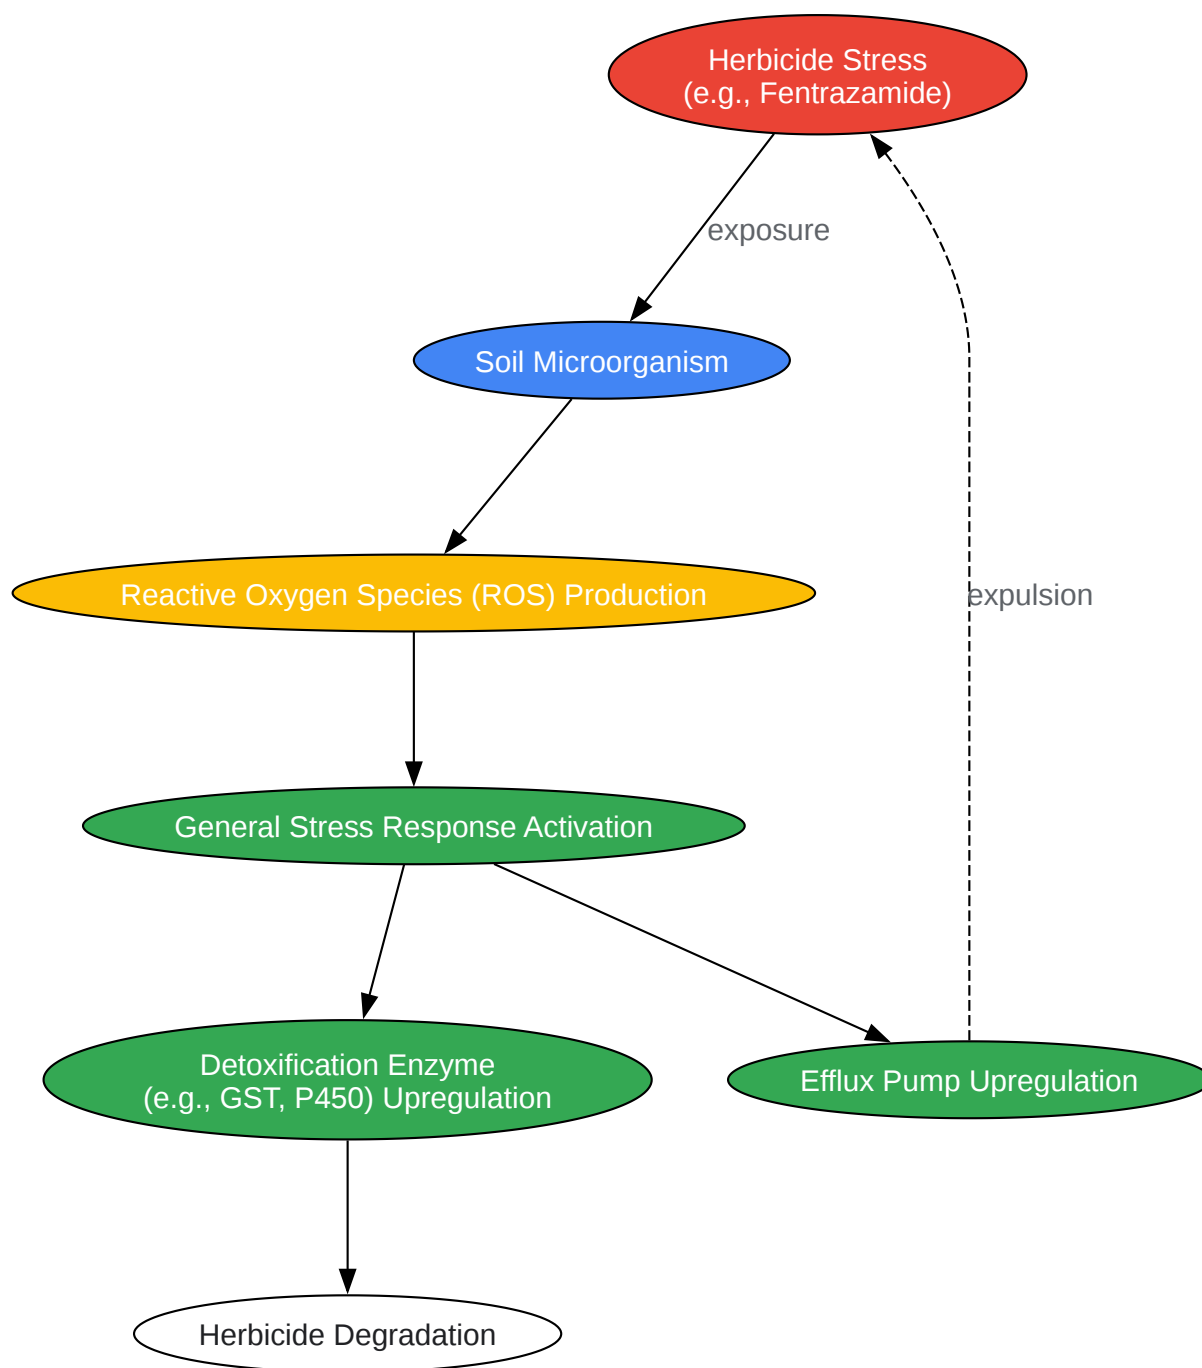 Herbicide Stress
(e.g., Fentrazamide)
exposure
Soil Microorganism
Reactive Oxygen Species (ROS) Production
expulsion
General Stress Response Activation
Detoxification Enzyme
(e.g., GST, P450) Upregulation
Efflux Pump Upregulation
Herbicide Degradation